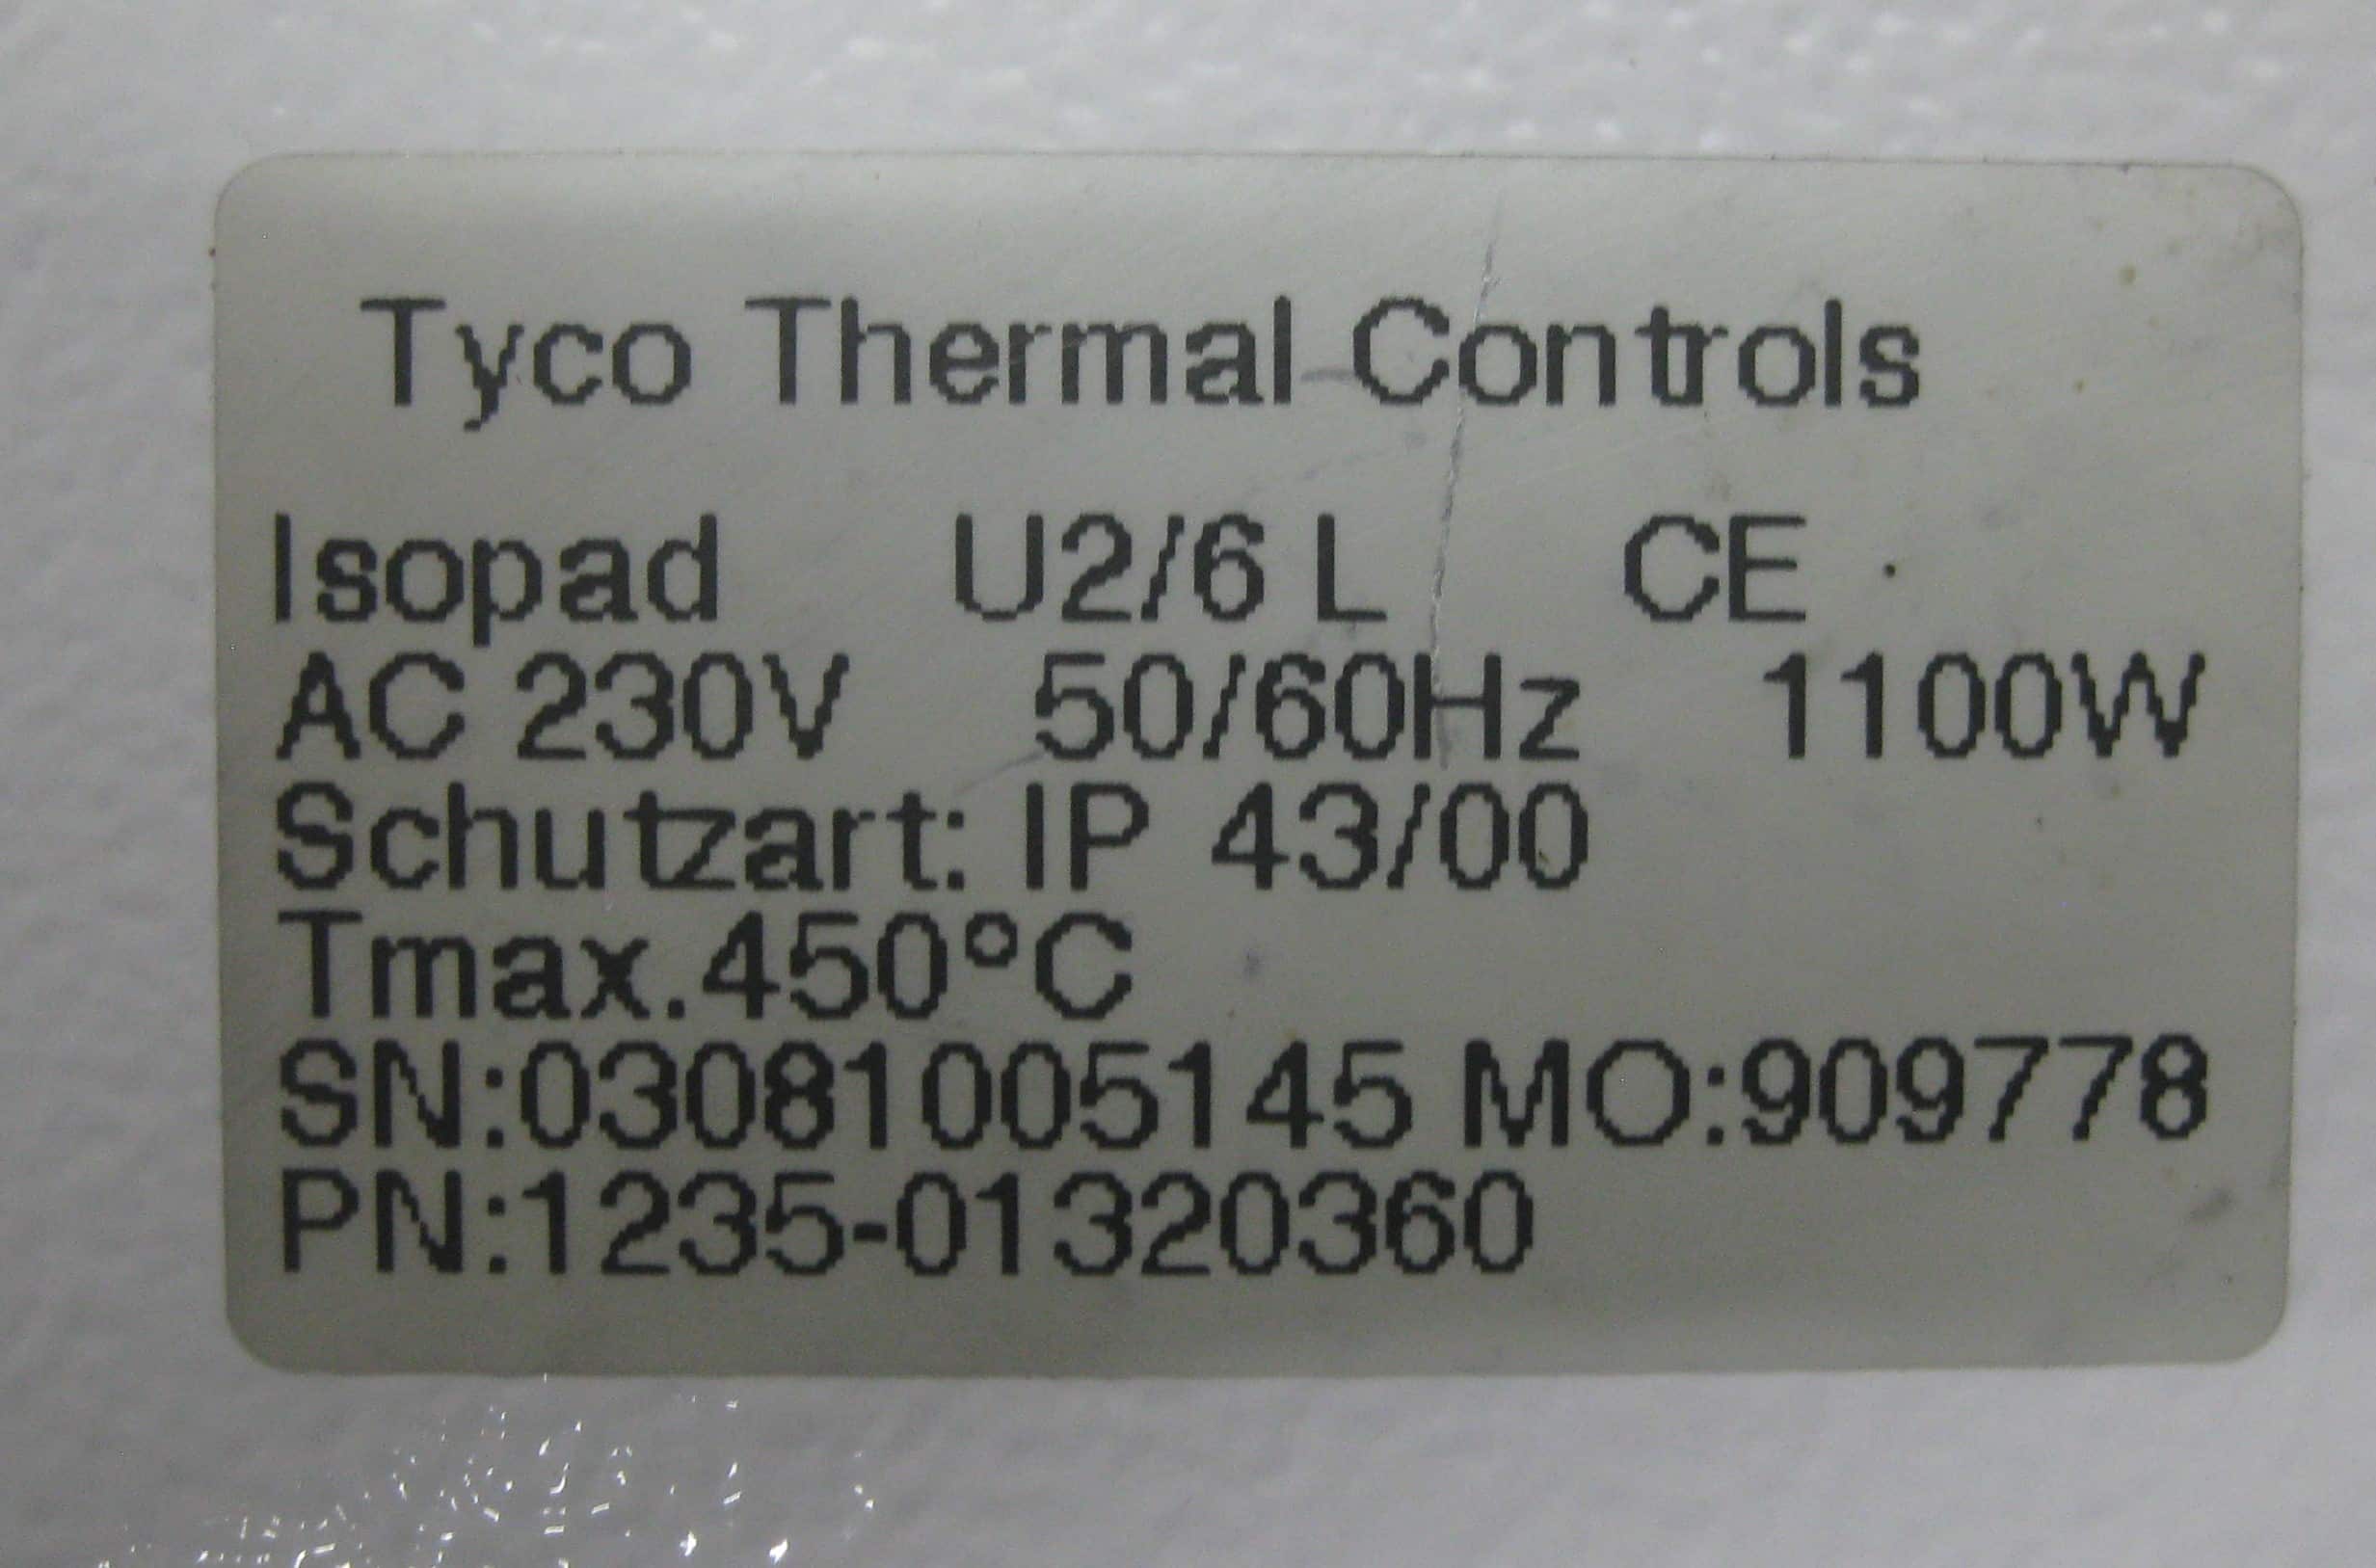 Tyco Thermal Controls
Isopad U2/6 L CE
AC 230V 50/60Hz 1100W
Schutzart: IP 43/00
Tmax.450°C
SN:03081005145 MO:909778
PN:1235-01320360